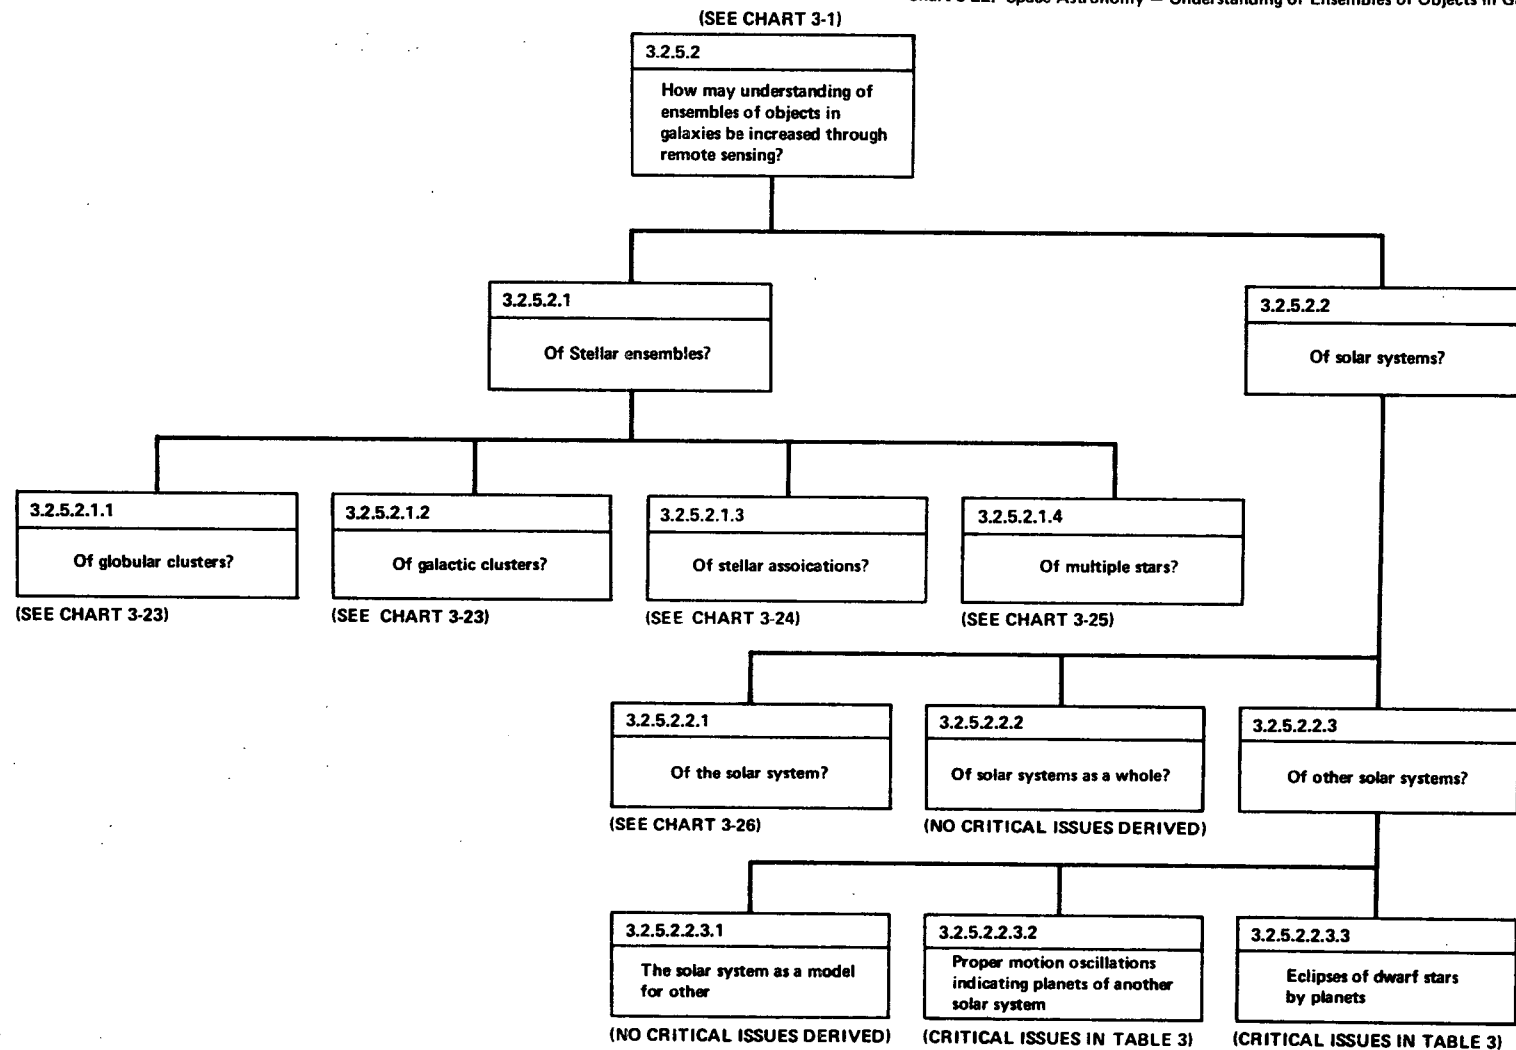 (SEE CHART 3-1)
3.2.5.2
How may understanding of
ensembles of objects in
galaxies be increased through
remote sensing?
3.2.5.2.1
Of Stellar ensembles?
3.2.5.2.2
Of solar systems?
3.2.5.2.1.1
Of globular clusters?
(SEE CHART 3-23)
3.2.5.2.1.2
Of galactic clusters?
(SEE CHART 3-23)
3.2.5.2.1.3
Of stellar assoications?
(SEE CHART 3-24)
3.2.5.2.1.4
Of multiple stars?
(SEE CHART 3-25)
3.2.5.2.2.1
Of the solar system?
(SEE CHART 3-26)
3.2.5.2.2.2
Of solar systems as a whole?
(NO CRITICAL ISSUES DERIVED)
3.2.5.2.2.3
Of other solar systems?
3.2.5.2.2.3.1
The solar system as a model
for other
(NO CRITICAL ISSUES DERIVED)
3.2.5.2.2.3.2
Proper motion oscillations
indicating planets of another
solar system
(CRITICAL ISSUES IN TABLE 3)
3.2.5.2.2.3.3
Eclipses of dwarf stars
by planets
(CRITICAL ISSUES IN TABLE 3)